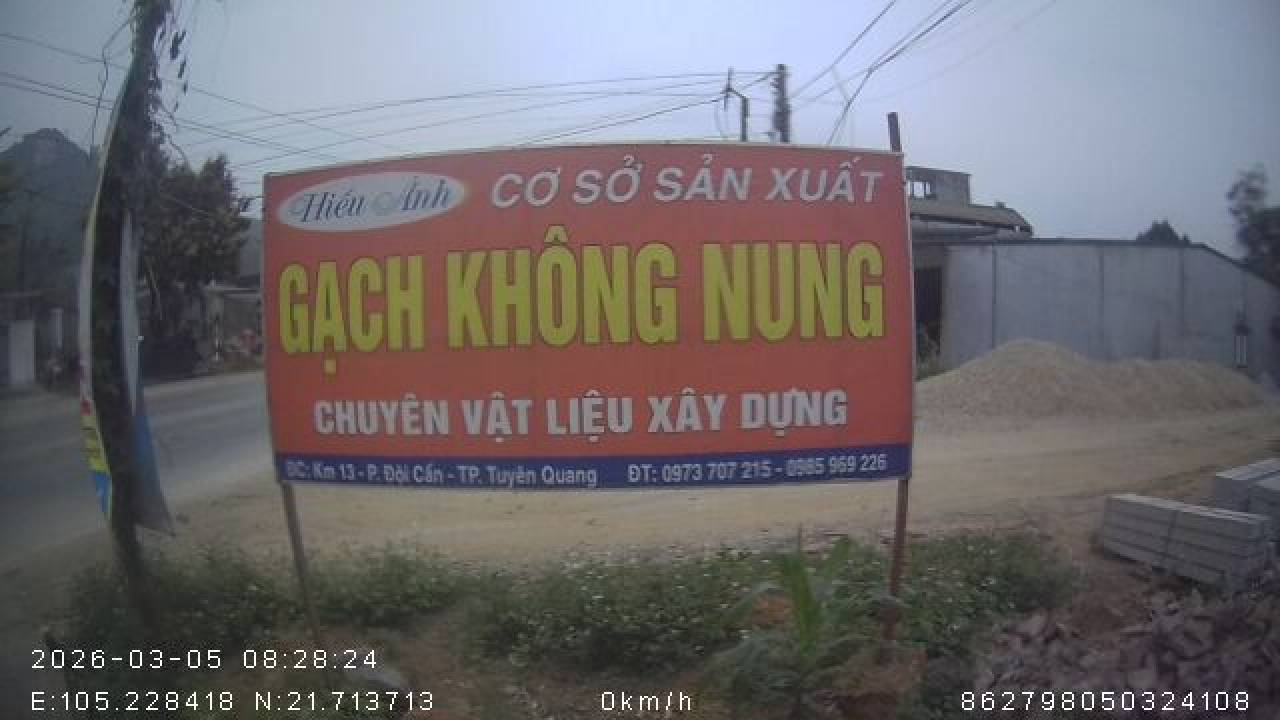 Hiếu Ánh
CƠ SỞ SẢN XUẤT
GẠCH KHÔNG NUNG
CHUYÊN VẬT LIỆU XÂY DỰNG
ĐC: Km 13 - P. Đội Cấn - TP. Tuyên Quang ĐT: 0973 707 215 - 0985 969 226
2026-03-05 08:28:24
E:105.228418 N:21.713713 0km/h 862798050324108